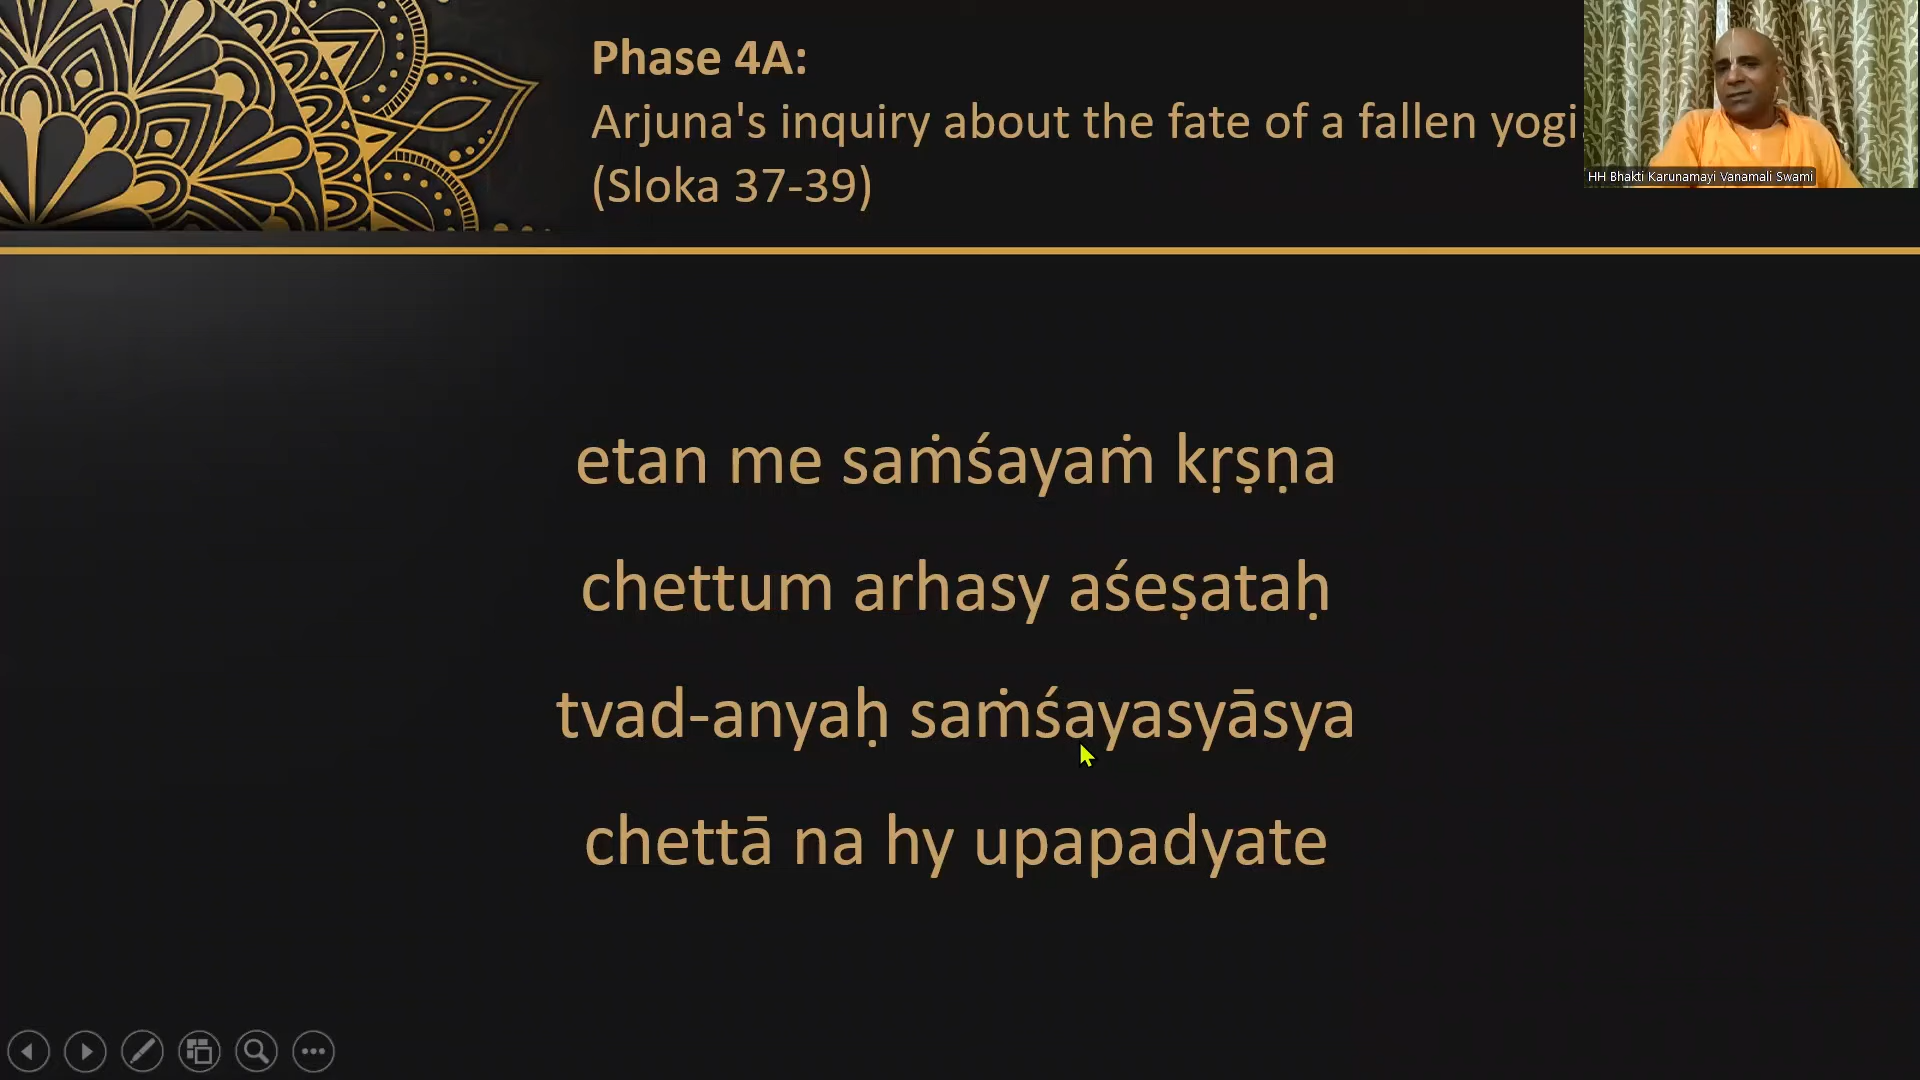 Phase 4A:
Arjuna's inquiry about the fate of a fallen yogi.
(Sloka 37-39)
HH Bhakti Karunamayi Vanamali Swami
etan me saṁśayaṁ kṛṣṇa
chettum arhasy aśeṣataḥ
tvad-anyaḥ saṁśayasyāsya
chettā na hy upapadyate